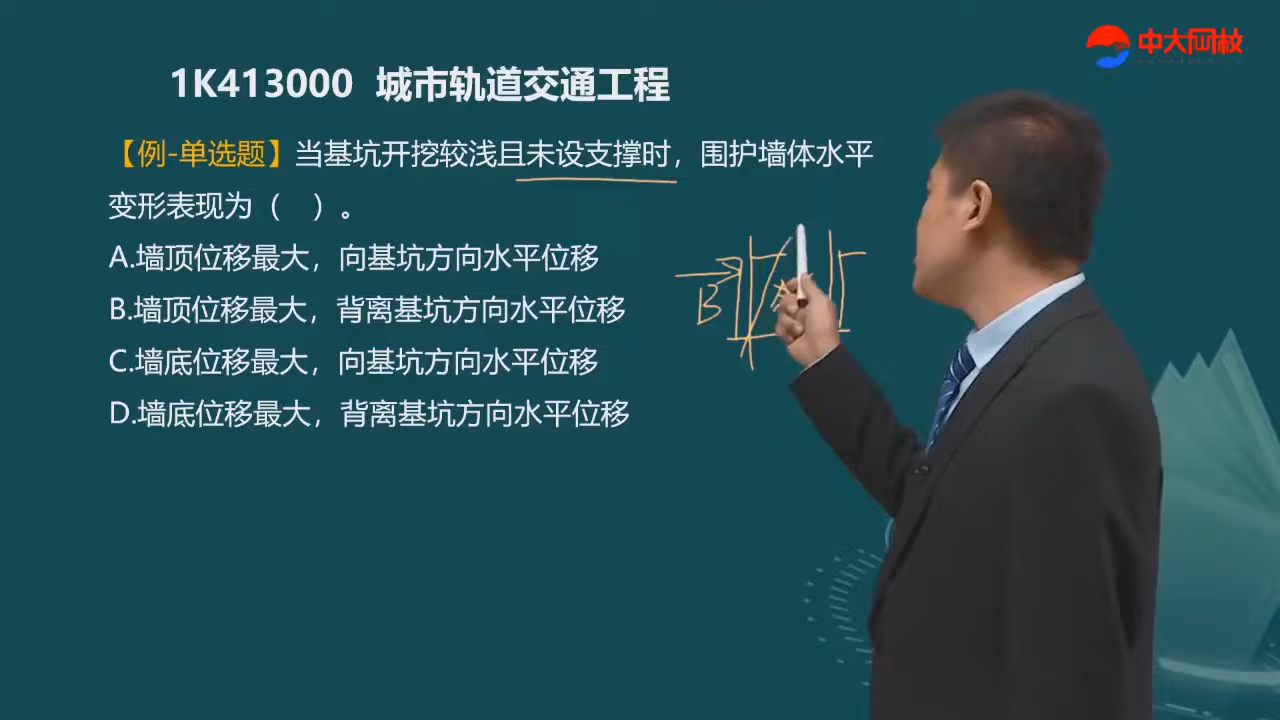 中大网校
1K413000 城市轨道交通工程
【例-单选题】当基坑开挖较浅且未设支撑时，围护墙体水平
变形表现为（ ）。
A.墙顶位移最大，向基坑方向水平位移
B.墙顶位移最大，背离基坑方向水平位移
C.墙底位移最大，向基坑方向水平位移
D.墙底位移最大，背离基坑方向水平位移
B